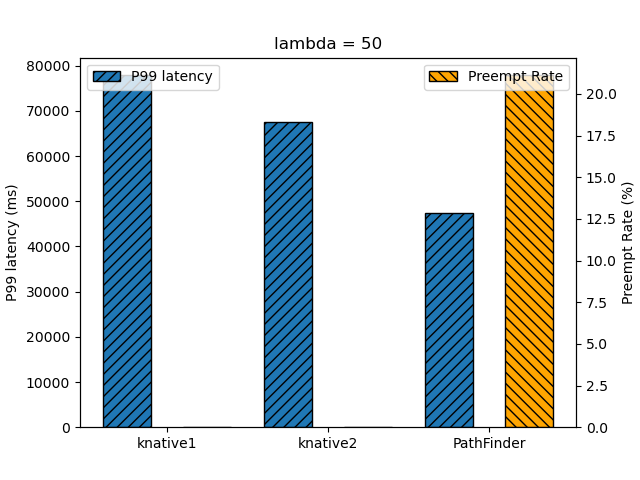 lambda = 50
P99 latency
Preempt Rate
P99 latency (ms)
80000
70000
60000
50000
40000
30000
20000
10000
0
Preempt Rate (%)
20.0
17.5
15.0
12.5
10.0
7.5
5.0
2.5
0.0
knative1
knative2
PathFinder